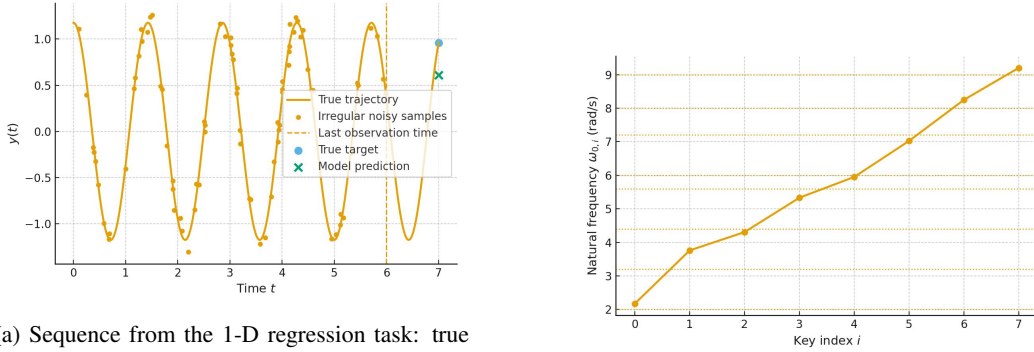 1.0
0.5
0.0
−0.5
−1.0
y(t)
True trajectory
Irregular noisy samples
Last observation time
True target
Model prediction
0 1 2 3 4 5 6 7
Time t
a) Sequence from the 1-D regression task: true
9
8
7
6
5
4
3
2
Natural frequency ω0, i (rad/s)
0 1 2 3 4 5 6 7
Key index i